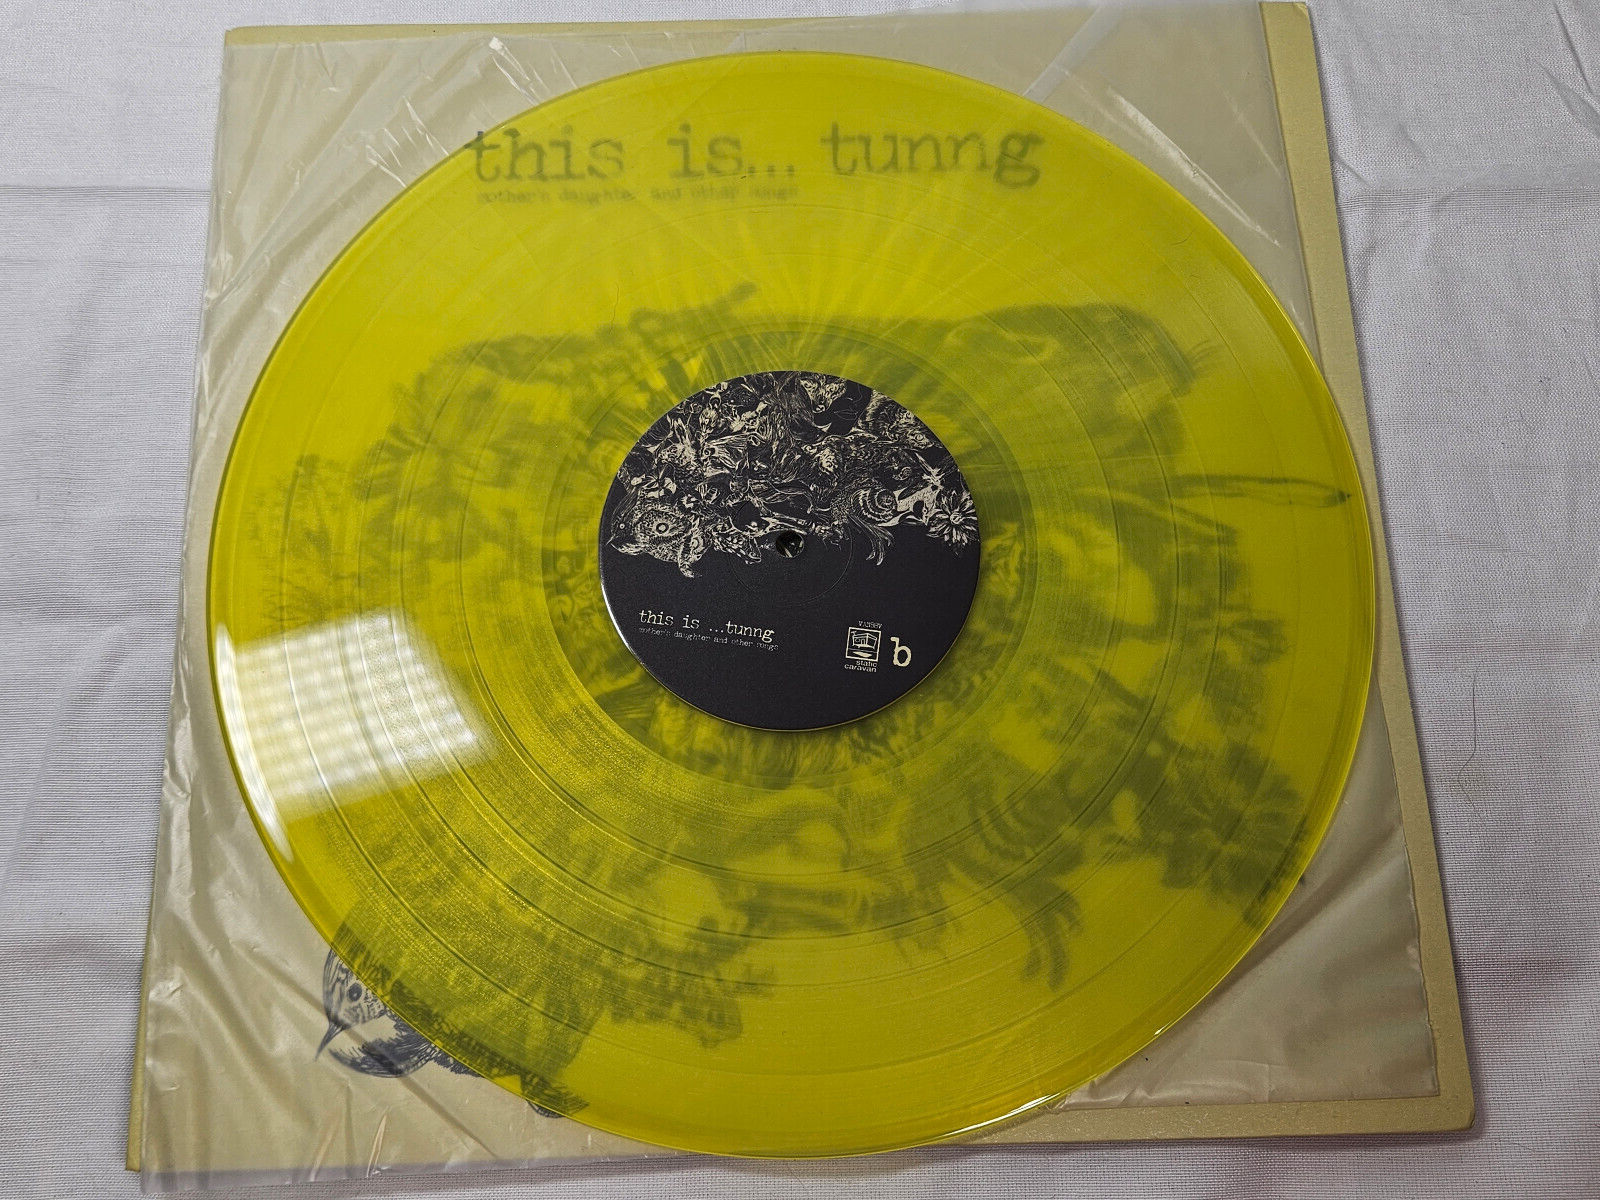 this is... tunng
mother's daughter and other songs
this is ...tunng
mother's daughter and other songs
static
caravan
b